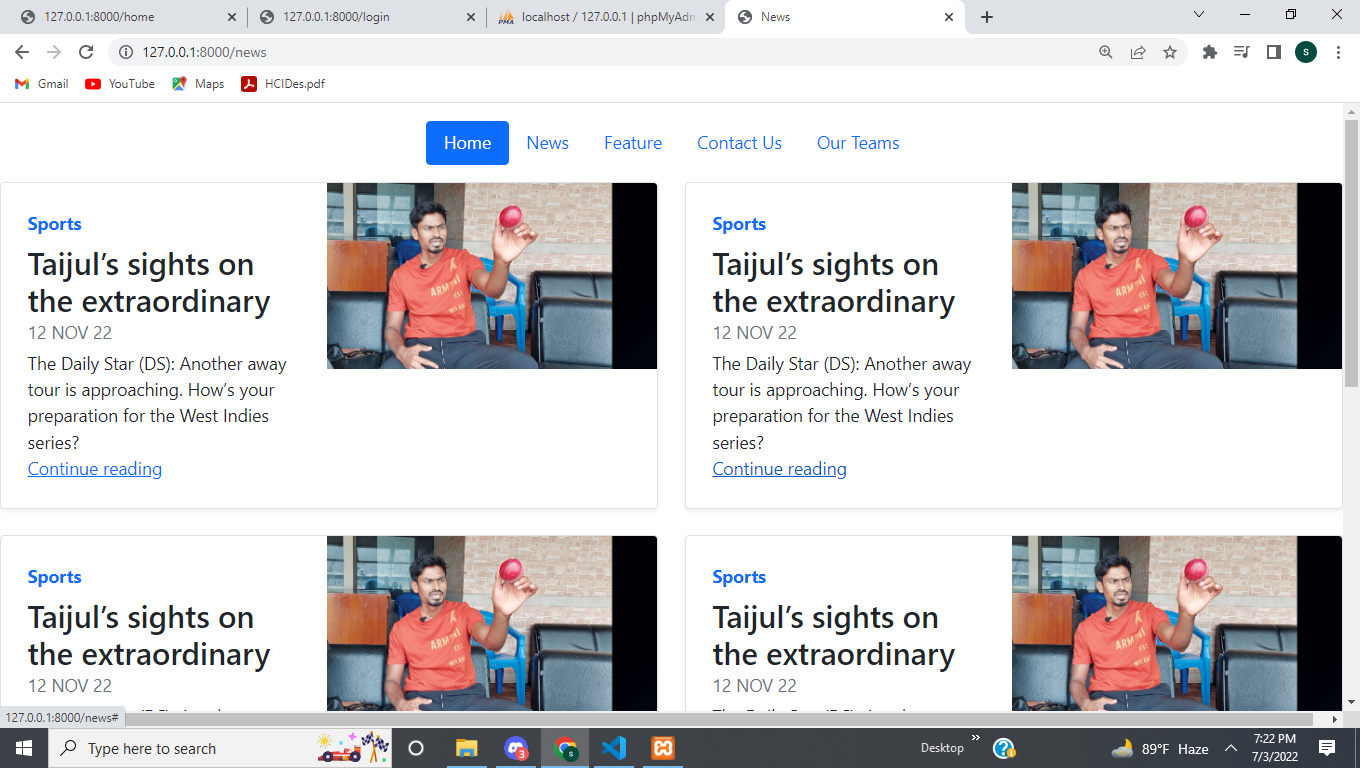 127.0.0.1:8000/home
127.0.0.1:8000/login
localhost / 127.0.0.1 | phpMyAdm
News
127.0.0.1:8000/news
s
Gmail
YouTube
Maps
HCIDes.pdf
Home News Feature Contact Us Our Teams
Sports
Taijul’s sights on
the extraordinary
12 NOV 22
The Daily Star (DS): Another away
tour is approaching. How’s your
preparation for the West Indies
series?
Continue reading
Sports
Taijul’s sights on
the extraordinary
12 NOV 22
The Daily Star (DS): Another away
tour is approaching. How’s your
preparation for the West Indies
series?
Continue reading
Sports
Taijul’s sights on
the extraordinary
12 NOV 22
Sports
Taijul’s sights on
the extraordinary
12 NOV 22
127.0.0.1:8000/news#
Type here to search
3
s
Desktop
89°F Haze
7:22 PM
7/3/2022